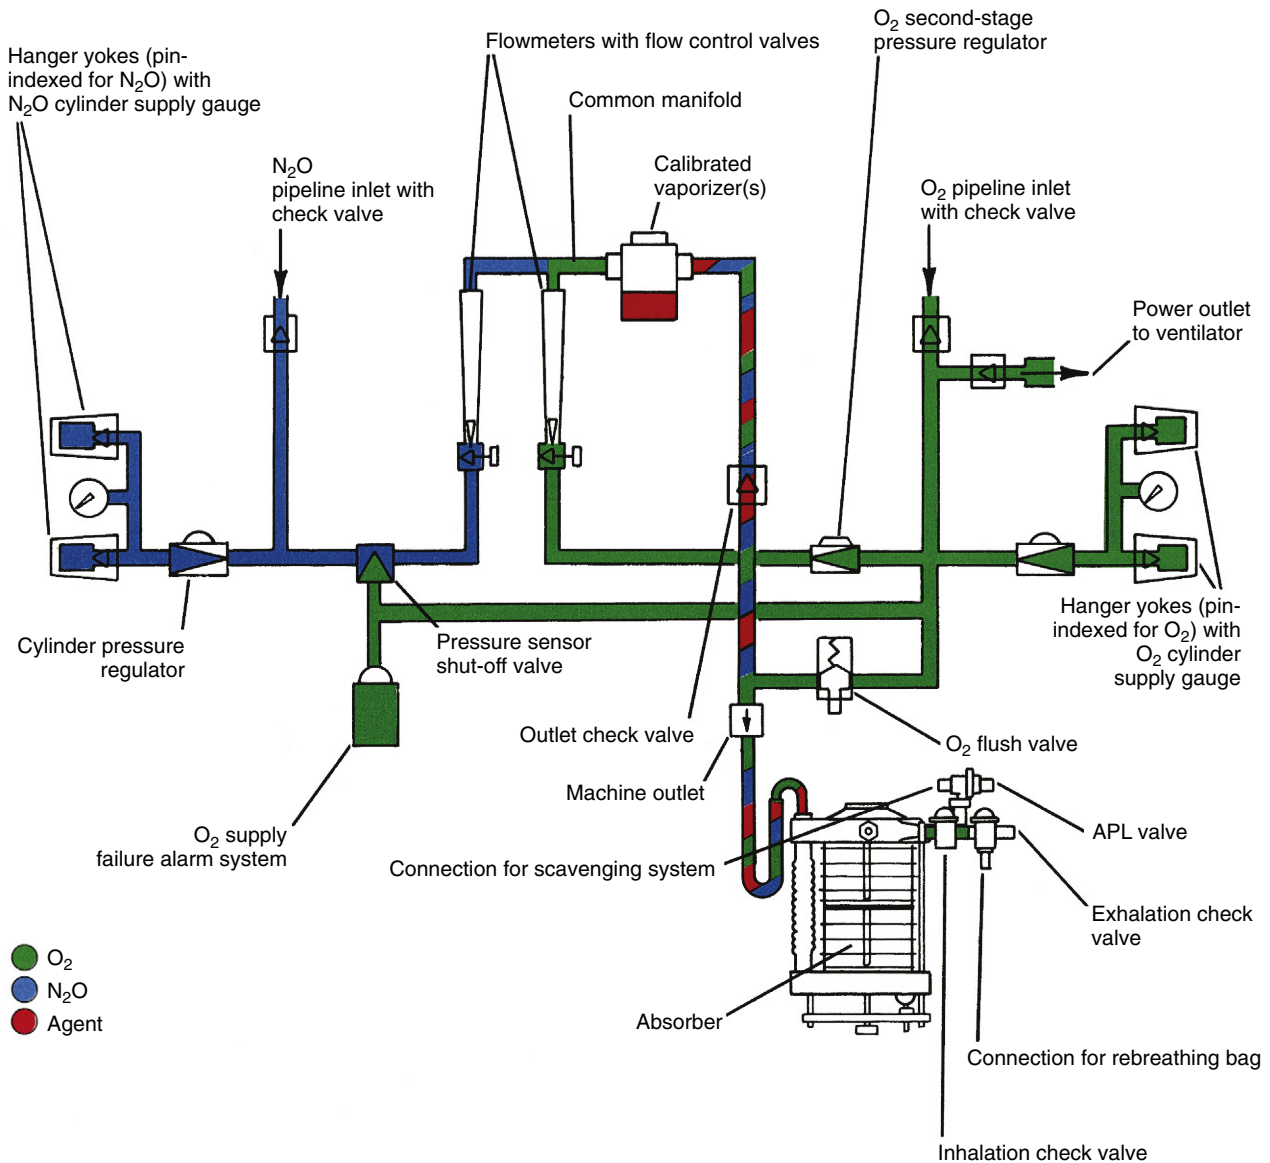 Hanger yokes (pin-
indexed for N₂O) with
N₂O cylinder supply gauge
N₂O
pipeline inlet with
check valve
Flowmeters with flow control valves
Common manifold
Calibrated
vaporizer(s)
O₂ second-stage
pressure regulator
O₂ pipeline inlet
with check valve
Power outlet
to ventilator
Cylinder pressure
regulator
Pressure sensor
shut-off valve
Hanger yokes (pin-
indexed for O₂) with
O₂ cylinder
supply gauge
Outlet check valve
O₂ flush valve
Machine outlet
O₂ supply
failure alarm system
Connection for scavenging system
APL valve
Exhalation check
valve
O₂
N₂O
Agent
Absorber
Connection for rebreathing bag
Inhalation check valve